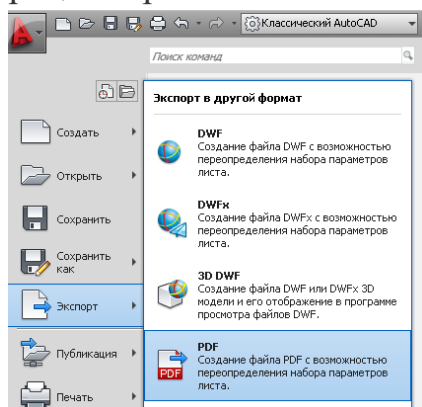 Классический AutoCAD
Поиск команд
Экспорт в другой формат
Создать
Открыть
Сохранить
Сохранить
как
Экспорт
Публикация
Печать
DWF
Создание файла DWF с возможностью
переопределения набора параметров
листа.
DWFx
Создание файла DWFx с возможностью
переопределения набора параметров
листа.
3D DWF
Создание файла DWF или DWFx 3D
модели и его отображение в программе
просмотра файлов DWF.
PDF
PDF
Создание файла PDF с возможностью
переопределения набора параметров
листа.